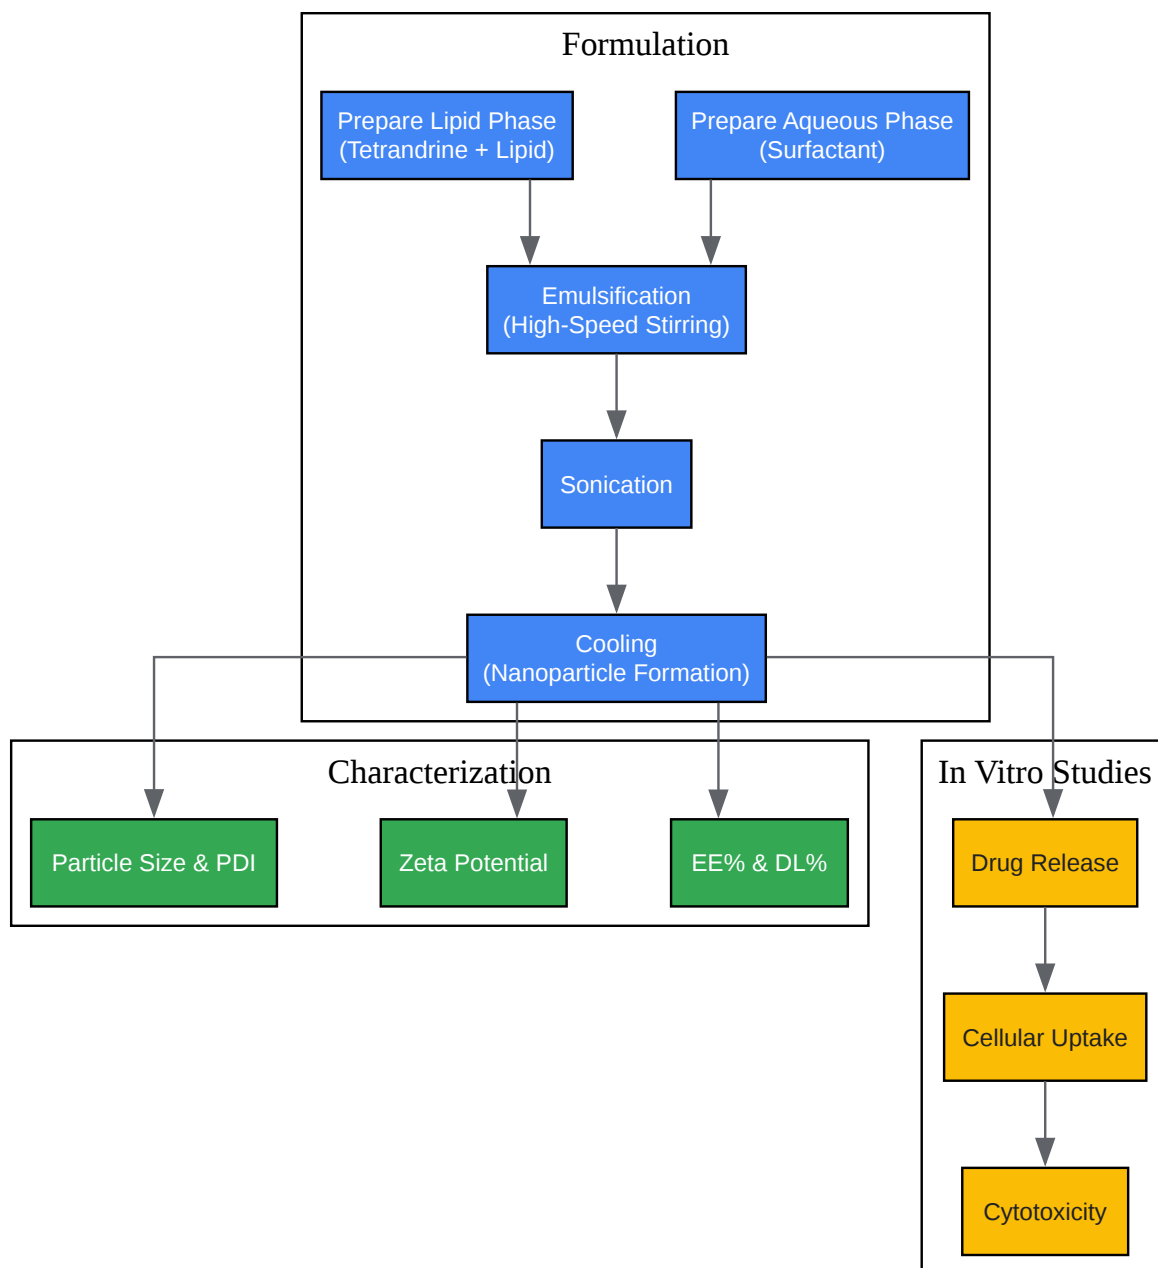 Formulation
Prepare Lipid Phase
(Tetrandrine + Lipid)
Prepare Aqueous Phase
(Surfactant)
Emulsification
(High-Speed Stirring)
Sonication
Cooling
(Nanoparticle Formation)
Characterization
Particle Size & PDI
Zeta Potential
EE% & DL%
In Vitro Studies
Drug Release
Cellular Uptake
Cytotoxicity